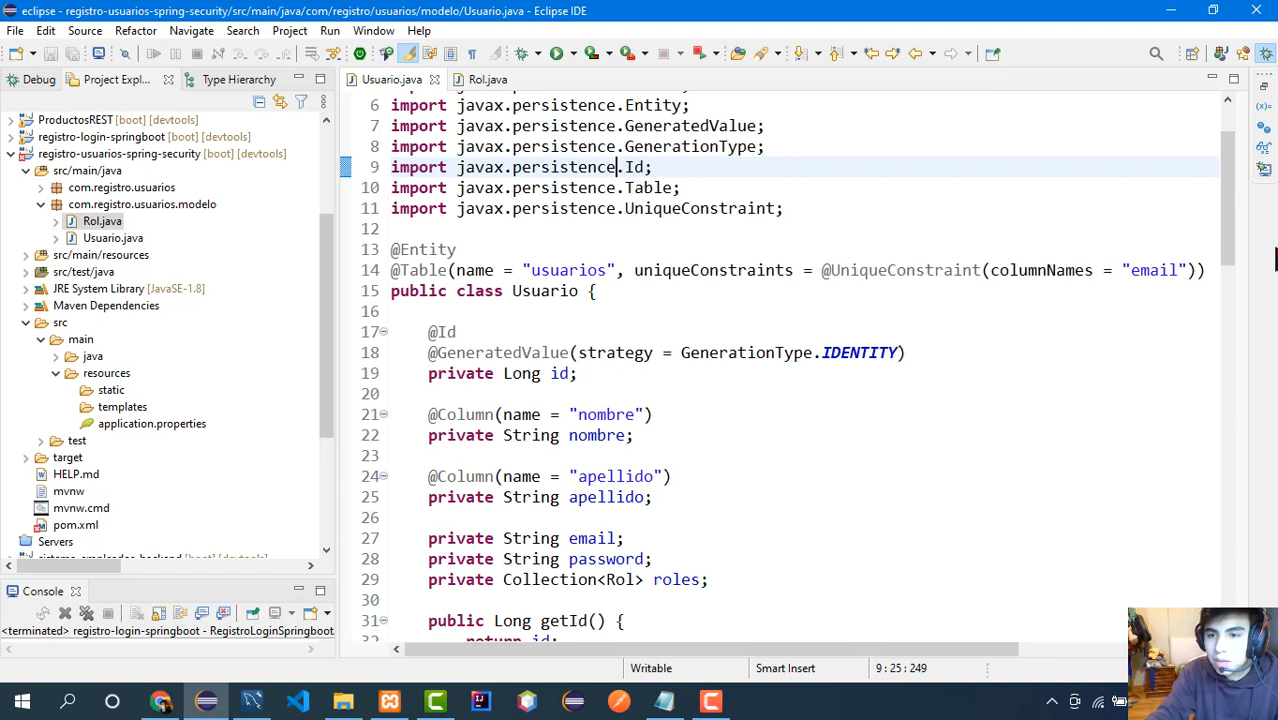 eclipse - registro-usuarios-spring-security/src/main/java/com/registro/usuarios/modelo/Usuario.java - Eclipse IDE
File Edit Source Refactor Navigate Search Project Run Window Help
Debug Project Expl... Type Hierarchy
Usuario.java Rol.java
ProductosREST [boot] [devtools]
registro-login-springboot [boot] [devtools]
registro-usuarios-spring-security [boot] [devtools]
src/main/java
com.registro.usuarios
com.registro.usuarios.modelo
Rol.java
Usuario.java
src/main/resources
src/test/java
JRE System Library [JavaSE-1.8]
Maven Dependencies
src
main
java
resources
static
templates
application.properties
test
target
HELP.md
mvnw
mvnw.cmd
pom.xml
Servers
6 import javax.persistence.Entity;
7 import javax.persistence.GeneratedValue;
8 import javax.persistence.GenerationType;
9 import javax.persistence.Id;
10 import javax.persistence.Table;
11 import javax.persistence.UniqueConstraint;
12
13 @Entity
14 @Table(name = "usuarios", uniqueConstraints = @UniqueConstraint(columnNames = "email"))
15 public class Usuario {
16
17 @Id
18 @GeneratedValue(strategy = GenerationType.IDENTITY)
19 private Long id;
20
21 @Column(name = "nombre")
22 private String nombre;
23
24 @Column(name = "apellido")
25 private String apellido;
26
27 private String email;
28 private String password;
29 private Collection<Rol> roles;
30
31 public Long getId() {
32 return id;
Console
<terminated> registro-login-springboot - RegistroLoginSpringboot
Writable Smart Insert 9 : 25 : 249